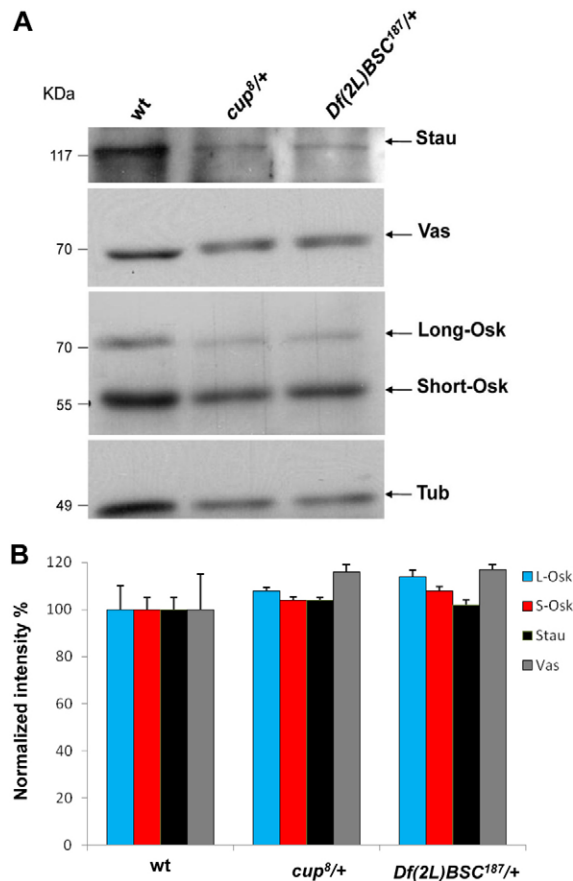 A
KDa
wt
cup8/+
Df(2L)BSC187/+
117
Stau
70
Vas
70
Long-Osk
55
Short-Osk
49
Tub
B
Normalized intensity %
120
100
80
60
40
20
0
L-Osk
S-Osk
Stau
Vas
wt
cup8/+
Df(2L)BSC187/+